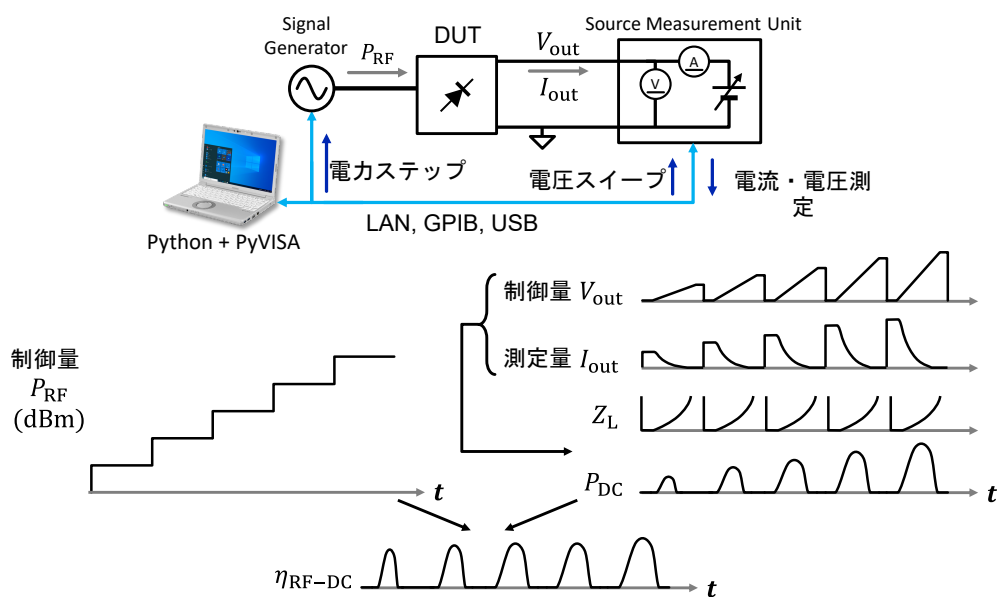 Signal
Generator
P_RF
DUT
V_out
I_out
Source Measurement Unit
A
V
電力ステップ
電圧スイープ
電流・電圧測
定
LAN, GPIB, USB
Python + PyVISA
制御量 V_out
測定量 I_out
制御量
P_RF
(dBm)
Z_L
P_DC
t
t
η_RF−DC
t